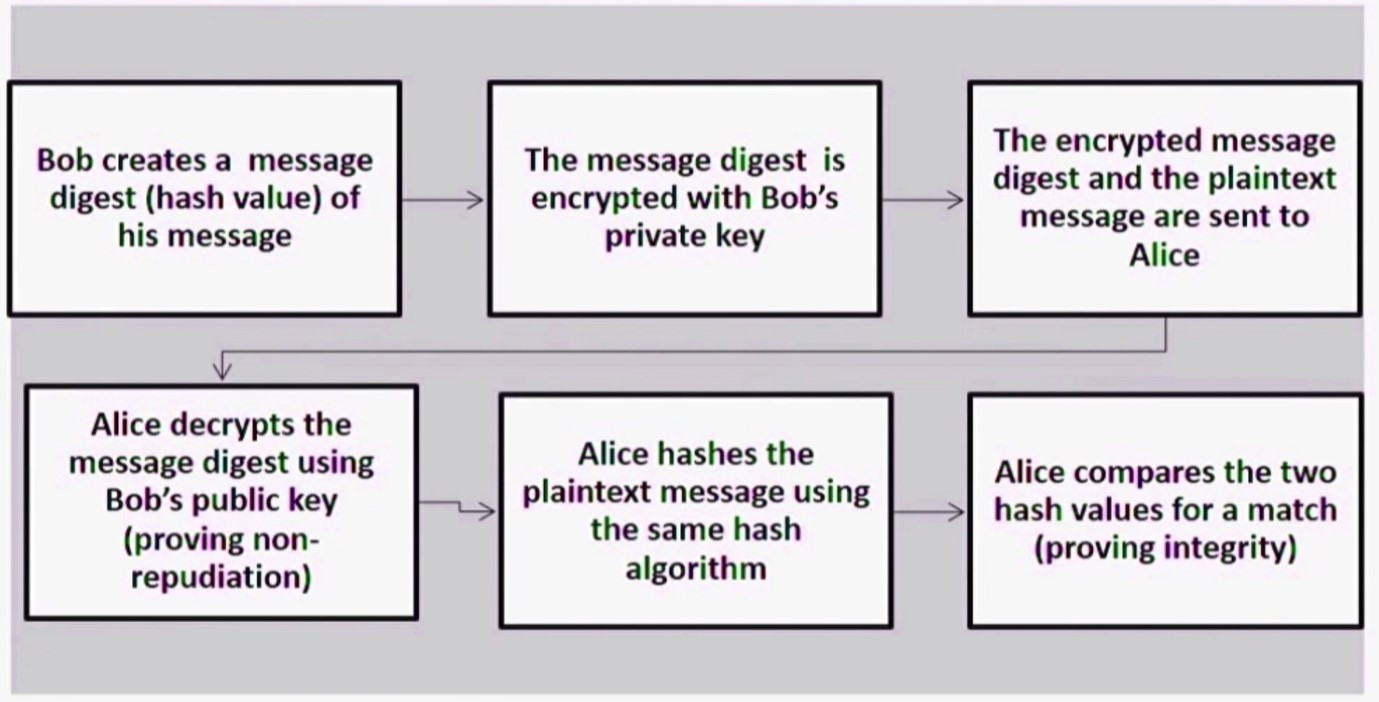 Bob creates a message
digest (hash value) of
his message
The message digest is
encrypted with Bob's
private key
The encrypted message
digest and the plaintext
message are sent to
Alice
Alice decrypts the
message digest using
Bob's public key
(proving non-
repudiation)
Alice hashes the
plaintext message using
the same hash
algorithm
Alice compares the two
hash values for a match
(proving integrity)